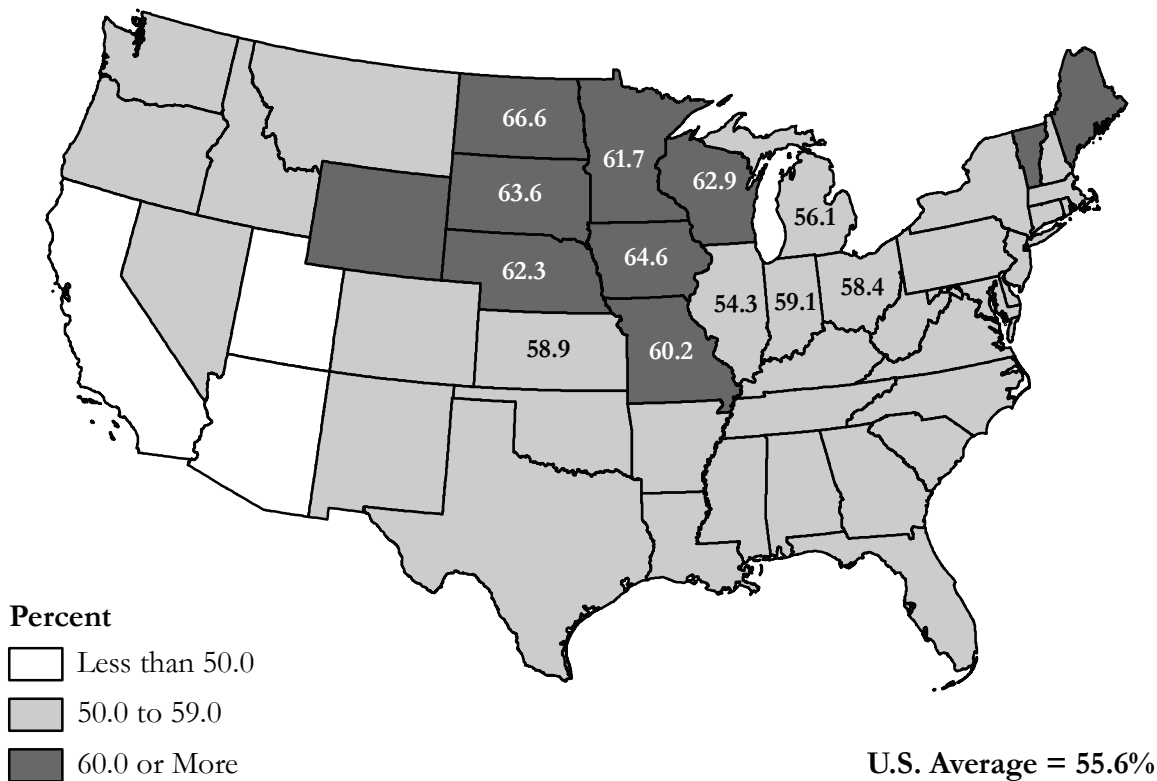 66.6
61.7
62.9
63.6
56.1
64.6
62.3
58.4
54.3
59.1
58.9
60.2
Percent
Less than 50.0
50.0 to 59.0
60.0 or More
U.S. Average = 55.6%